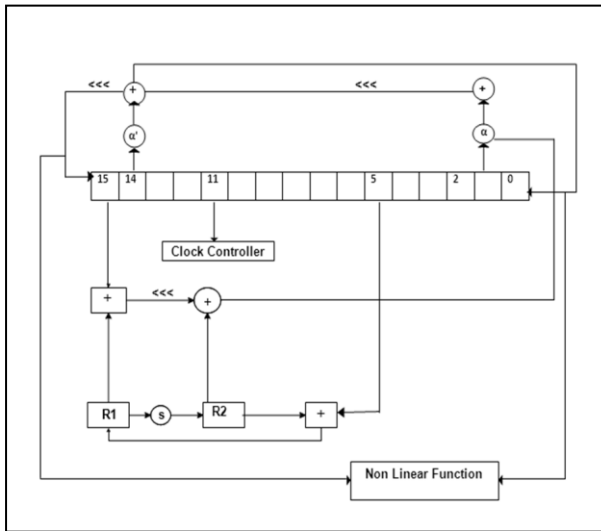 <<< + <<< +
α' α
15 14 11 5 2 0
Clock Controller
+ <<< +
R1 s R2 +
Non Linear Function